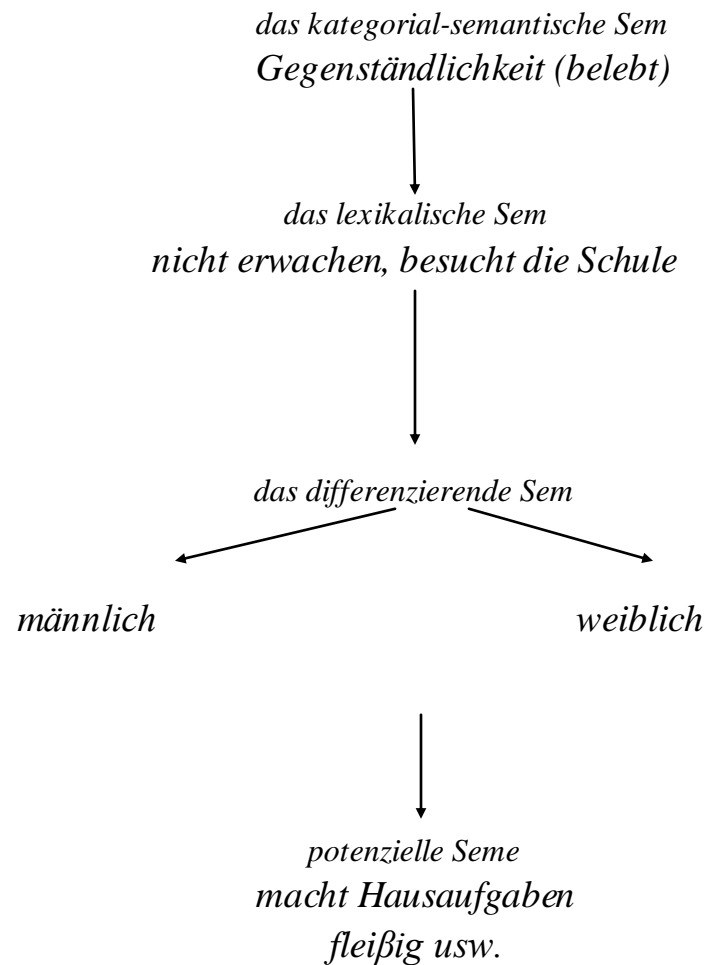 das kategorial-semantische Sem
Gegenständlichkeit (belebt)
das lexikalische Sem
nicht erwachen, besucht die Schule
das differenzierende Sem
männlich weiblich
potenzielle Seme
macht Hausaufgaben
fleiβig usw.